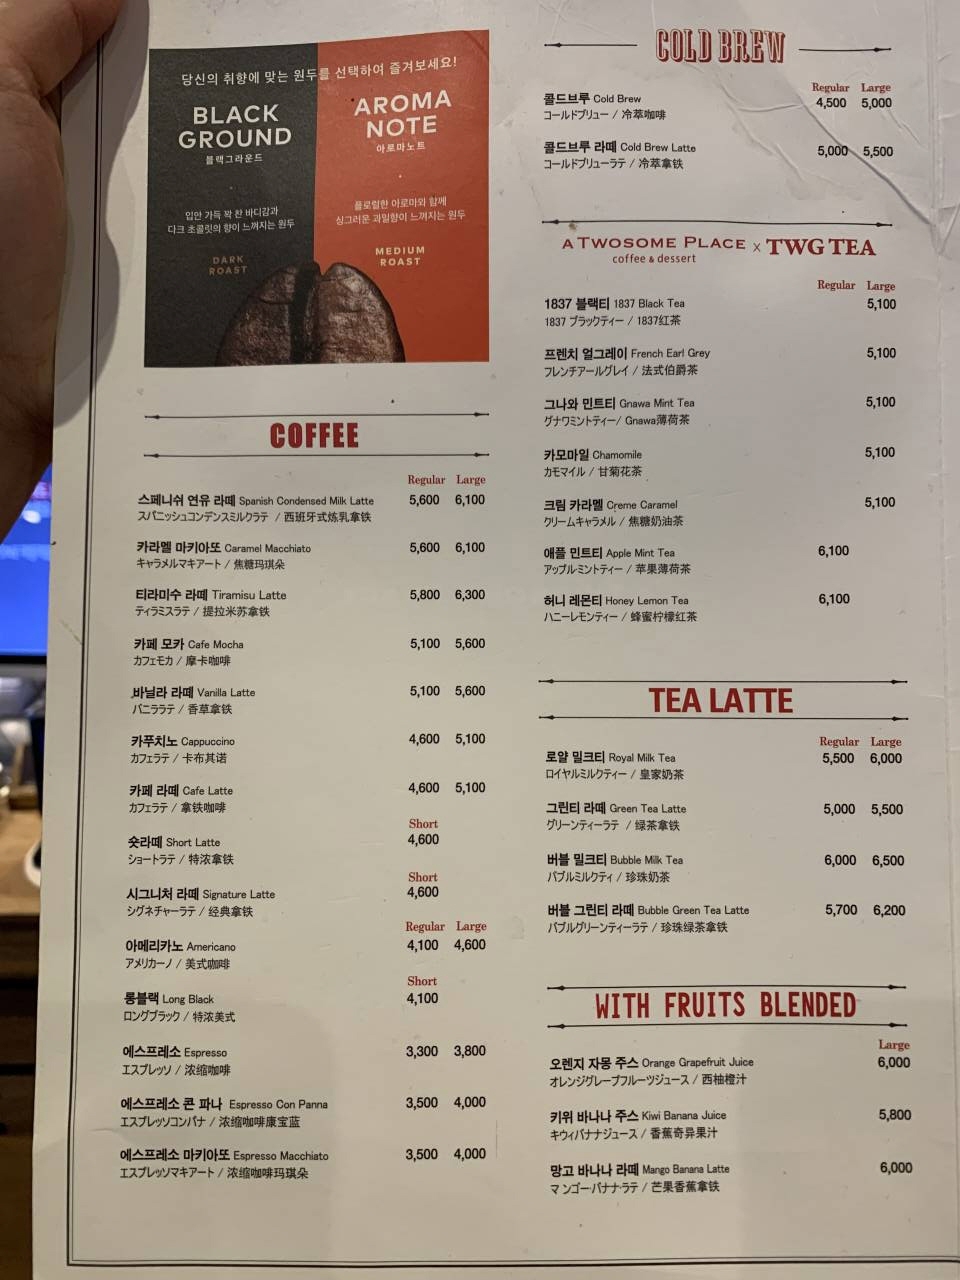 당신의 취향에 맞는 원두를 선택하여 즐겨보세요!
BLACK
GROUND
블랙그라운드
입안 가득 꽉 찬 바디감과
다크 초콜릿의 향이 느껴지는 원두
DARK
ROAST
AROMA
NOTE
아로마노트
플로럴한 아로마와 함께
싱그러운 과일향이 느껴지는 원두
MEDIUM
ROAST
COFFEE
Regular Large
스페니쉬 연유 라떼 Spanish Condensed Milk Latte 5,600 6,100
スパニッシュコンデンスミルクラテ / 西班牙式炼乳拿铁
카라멜 마키아또 Caramel Macchiato 5,600 6,100
キャラメルマキアート / 焦糖玛琪朵
티라미수 라떼 Tiramisu Latte 5,800 6,300
ティラミスラテ / 提拉米苏拿铁
카페 모카 Cafe Mocha 5,100 5,600
カフェモカ / 摩卡咖啡
바닐라 라떼 Vanilla Latte 5,100 5,600
バニララテ / 香草拿铁
카푸치노 Cappuccino 4,600 5,100
カフェラテ / 卡布其诺
카페 라떼 Cafe Latte 4,600 5,100
カフェラテ / 拿铁咖啡
Short
숏라떼 Short Latte 4,600
ショートラテ / 特浓拿铁
Short
시그니처 라떼 Signature Latte 4,600
シグネチャーラテ / 经典拿铁
Regular Large
아메리카노 Americano 4,100 4,600
アメリカーノ / 美式咖啡
Short
롱블랙 Long Black 4,100
ロングブラック / 特浓美式
에스프레소 Espresso 3,300 3,800
エスプレッソ / 浓缩咖啡
에스프레소 콘 파나 Espresso Con Panna 3,500 4,000
エスプレッソコンパナ / 浓缩咖啡康宝蓝
에스프레소 마키아또 Espresso Macchiato 3,500 4,000
エスプレッソマキアート / 浓缩咖啡玛琪朵
COLD BREW
Regular Large
콜드브루 Cold Brew 4,500 5,000
コールドブリュー / 冷萃咖啡
콜드브루 라떼 Cold Brew Latte 5,000 5,500
コールドブリューラテ / 冷萃拿铁
A TWOSOME PLACE x TWG TEA
coffee & dessert
Regular Large
1837 블랙티 1837 Black Tea 5,100
1837 ブラックティー / 1837红茶
프렌치 얼그레이 French Earl Grey 5,100
フレンチアールグレイ / 法式伯爵茶
그나와 민트티 Gnawa Mint Tea 5,100
グナワミントティー/ Gnawa薄荷茶
카모마일 Chamomile 5,100
カモマイル / 甘菊花茶
크림 카라멜 Creme Caramel 5,100
クリームキャラメル / 焦糖奶油茶
애플 민트티 Apple Mint Tea 6,100
アップルミントティー / 苹果薄荷茶
허니 레몬티 Honey Lemon Tea 6,100
ハニーレモンティー / 蜂蜜柠檬红茶
TEA LATTE
Regular Large
로얄 밀크티 Royal Milk Tea 5,500 6,000
ロイヤルミルクティー / 皇家奶茶
그린티 라떼 Green Tea Latte 5,000 5,500
グリーンティーラテ / 绿茶拿铁
버블 밀크티 Bubble Milk Tea 6,000 6,500
バブルミルクティ / 珍珠奶茶
버블 그린티 라떼 Bubble Green Tea Latte 5,700 6,200
バブルグリーンティーラテ / 珍珠绿茶拿铁
WITH FRUITS BLENDED
Large
오렌지 자몽 주스 Orange Grapefruit Juice 6,000
オレンジグレープフルーツジュース / 西柚橙汁
키위 바나나 주스 Kiwi Banana Juice 5,800
キウィバナナジュース / 香蕉奇异果汁
망고 바나나 라떼 Mango Banana Latte 6,000
マンゴーバナナラテ / 芒果香蕉拿铁